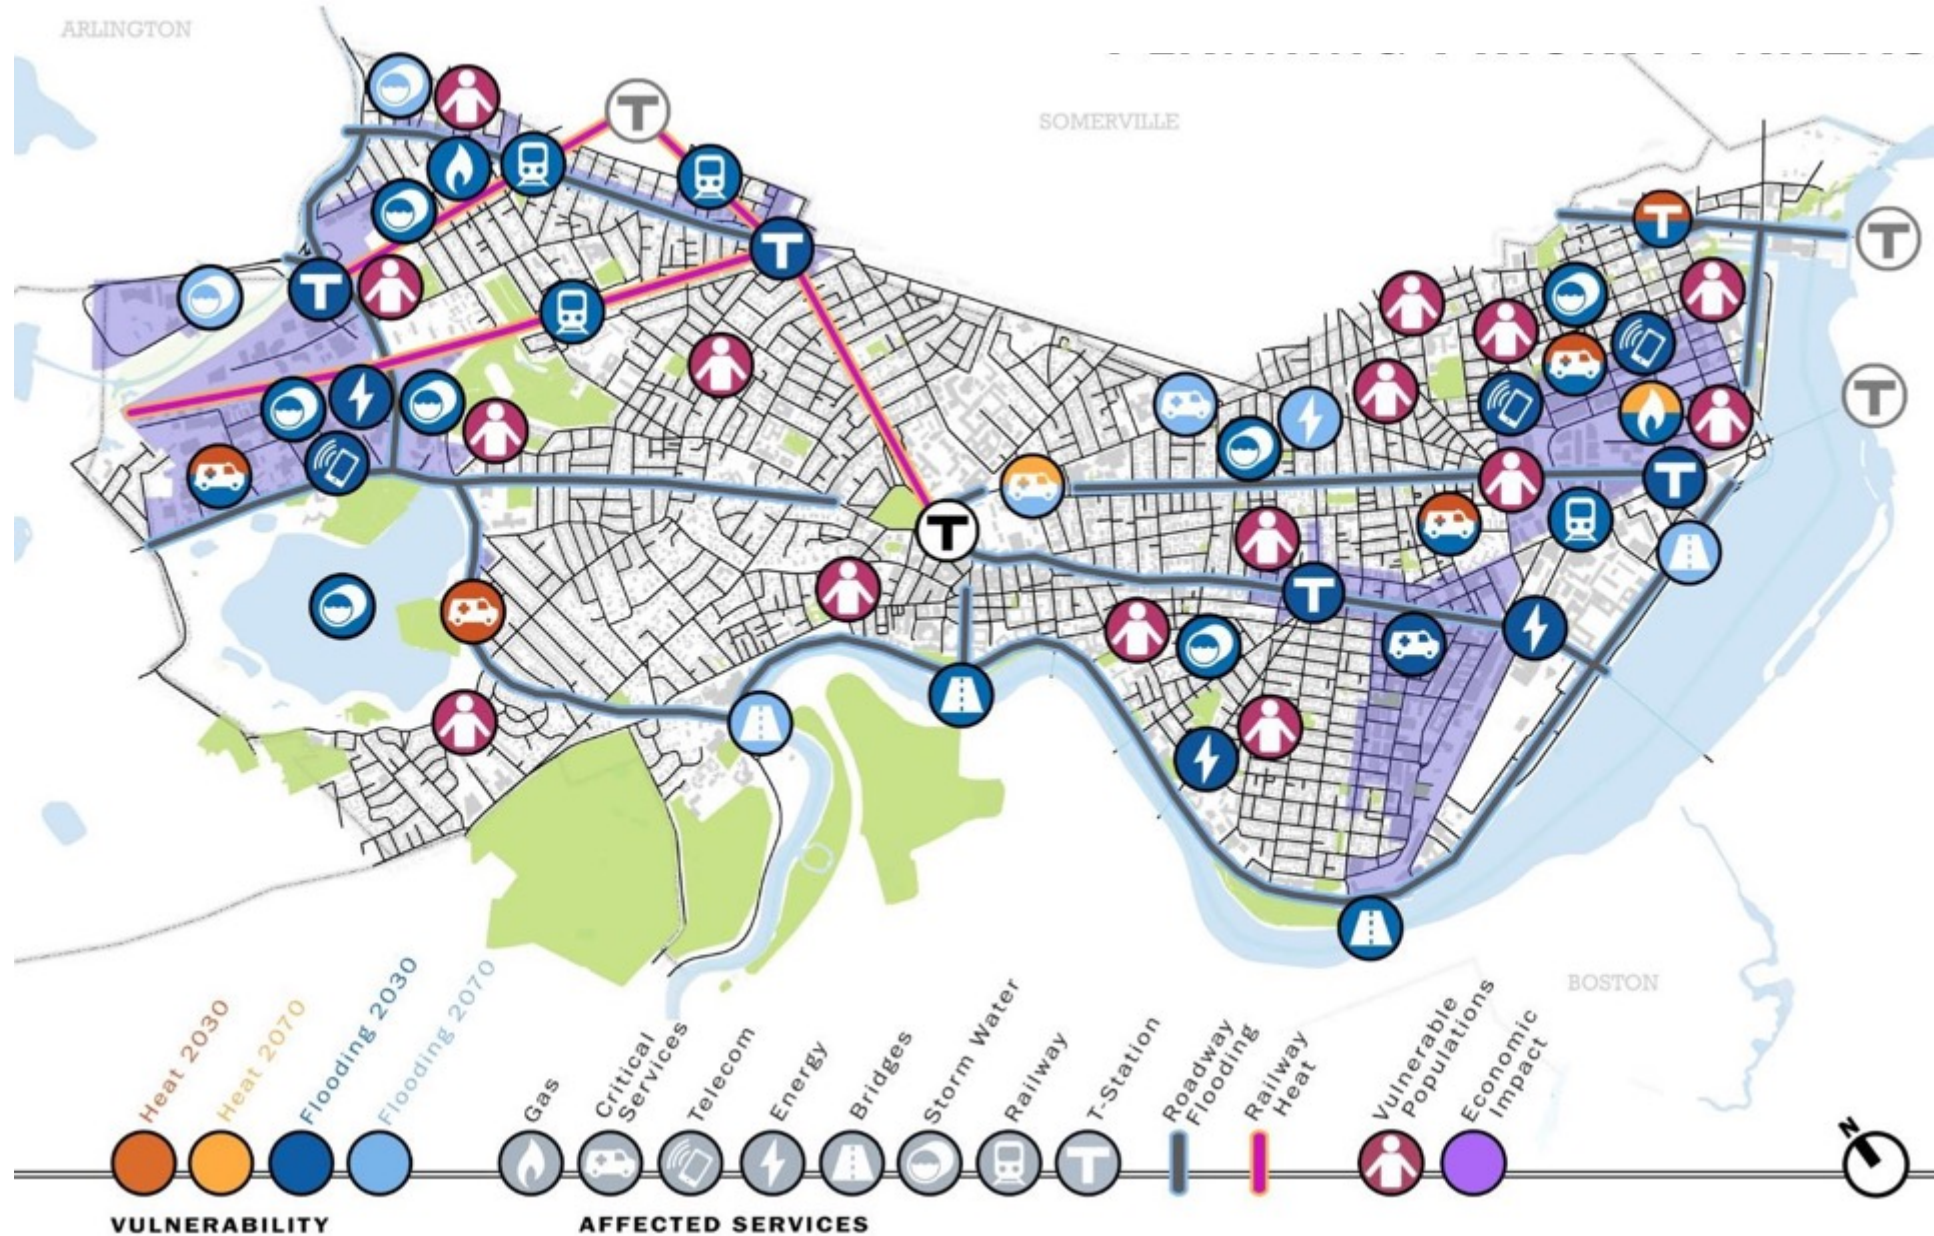 ARLINGTON
SOMERVILLE
T
T
T
T
T
T
T
T
T
T
BOSTON
Heat 2030
Heat 2070
Flooding 2030
Flooding 2070
Gas
Critical
Services
Telecom
Energy
Bridges
Storm Water
Railway
T-Station
T
Roadway
Flooding
Railway
Heat
Vulnerable
Populations
Economic
Impact
N
VULNERABILITY
AFFECTED SERVICES